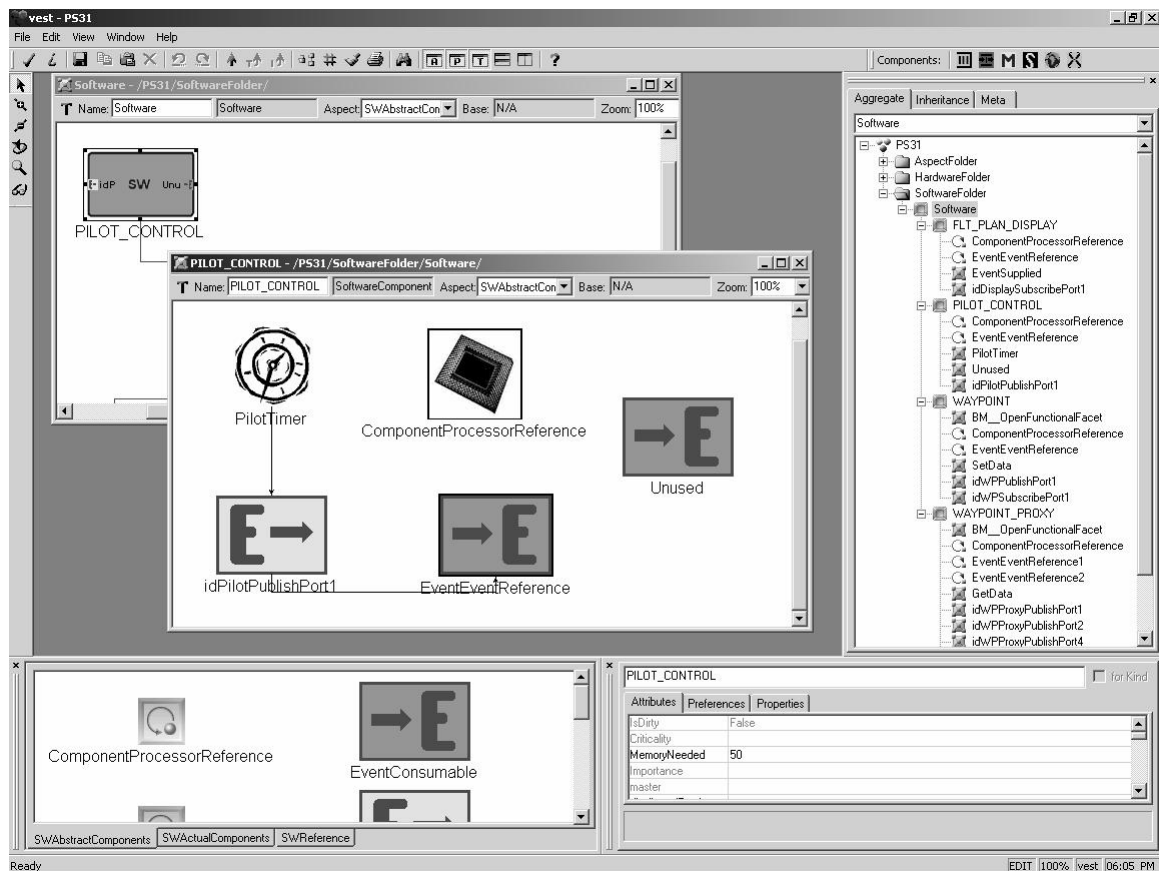 vest - PS31
File Edit View Window Help
R P T ? Components: M
Software - /PS31/SoftwareFolder/
T Name: Software Software Aspect: SWAbstractCon Base: N/A Zoom: 100%
idP SW Unu
PILOT_CONTROL
PILOT_CONTROL - /PS31/SoftwareFolder/Software/
T Name: PILOT_CONTROL SoftwareComponent Aspect: SWAbstractCon Base: N/A Zoom: 100%
PilotTimer
ComponentProcessorReference
E
Unused
E
idPilotPublishPort1
E
EventEventReference
Aggregate Inheritance Meta
Software
PS31
AspectFolder
HardwareFolder
SoftwareFolder
Software
FLT_PLAN_DISPLAY
ComponentProcessorReference
EventEventReference
EventSupplied
idDisplaySubscribePort1
PILOT_CONTROL
ComponentProcessorReference
EventEventReference
PilotTimer
Unused
idPilotPublishPort1
WAYPOINT
BM__OpenFunctionalFacet
ComponentProcessorReference
EventEventReference
SetData
idWPPublishPort1
idWPSubscribePort1
WAYPOINT_PROXY
BM__OpenFunctionalFacet
ComponentProcessorReference
EventEventReference1
EventEventReference2
GetData
idWPProxyPublishPort1
idWPProxyPublishPort2
idWPProxyPublishPort4
ComponentProcessorReference
E
EventConsumable
SWAbstractComponents SWActualComponents SWReference
PILOT_CONTROL for Kind
Attributes Preferences Properties
IsDirty False
Criticality
MemoryNeeded 50
Importance
master
Ready EDIT 100% vest 06:05 PM